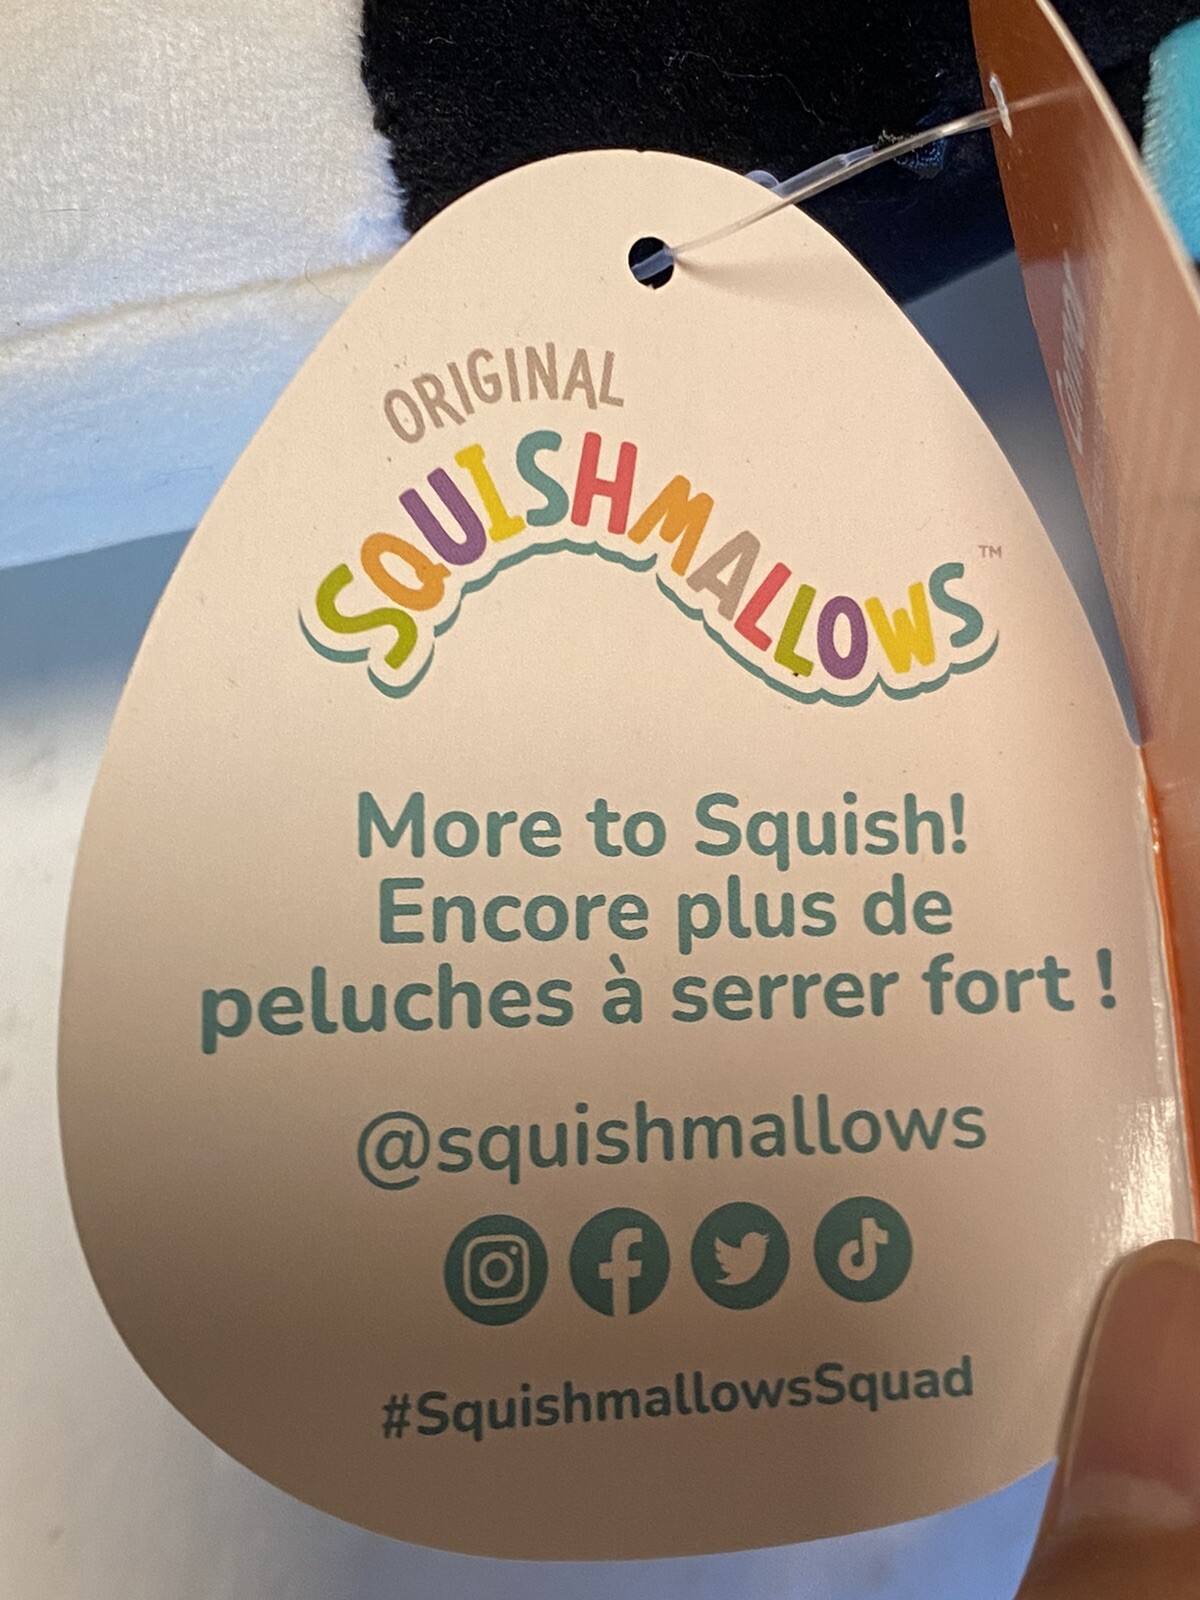 ORIGINAL
SQUISHMALLOWS™
More to Squish!
Encore plus de
peluches à serrer fort !
@squishmallows
#SquishmallowsSquad